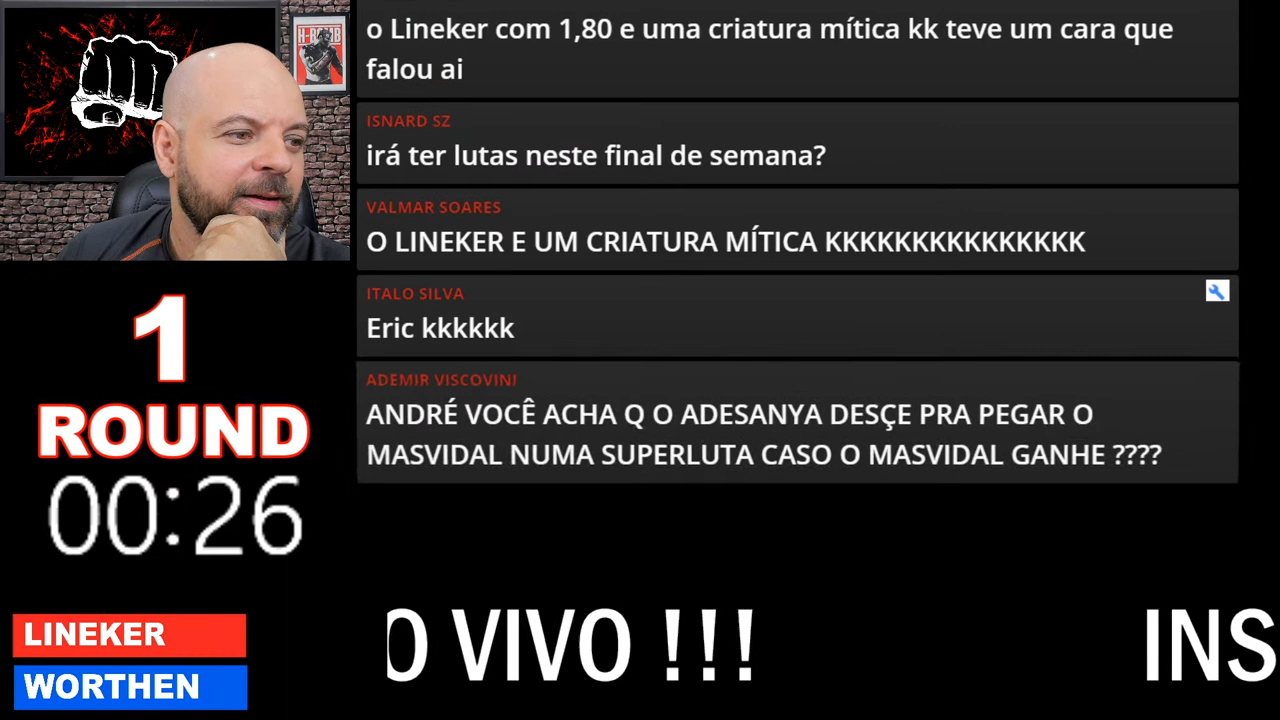 o Lineker com 1,80 e uma criatura mítica kk teve um cara que
falou ai
H-BOMB
ISNARD SZ
irá ter lutas neste final de semana?
VALMAR SOARES
O LINEKER E UM CRIATURA MÍTICA KKKKKKKKKKKKKKK
ITALO SILVA
Eric kkkkkk
ADEMIR VISCOVINI
ANDRÉ VOCÊ ACHA Q O ADESANYA DESÇE PRA PEGAR O
MASVIDAL NUMA SUPERLUTA CASO O MASVIDAL GANHE ????
1
ROUND
00:26
LINEKER
WORTHEN
O VIVO !!!
INS